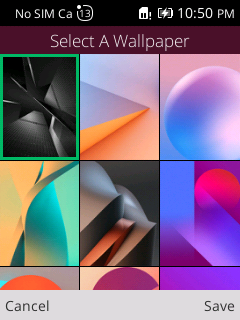 No SIM Ca 13 10:50 PM
Select A Wallpaper
Cancel Save